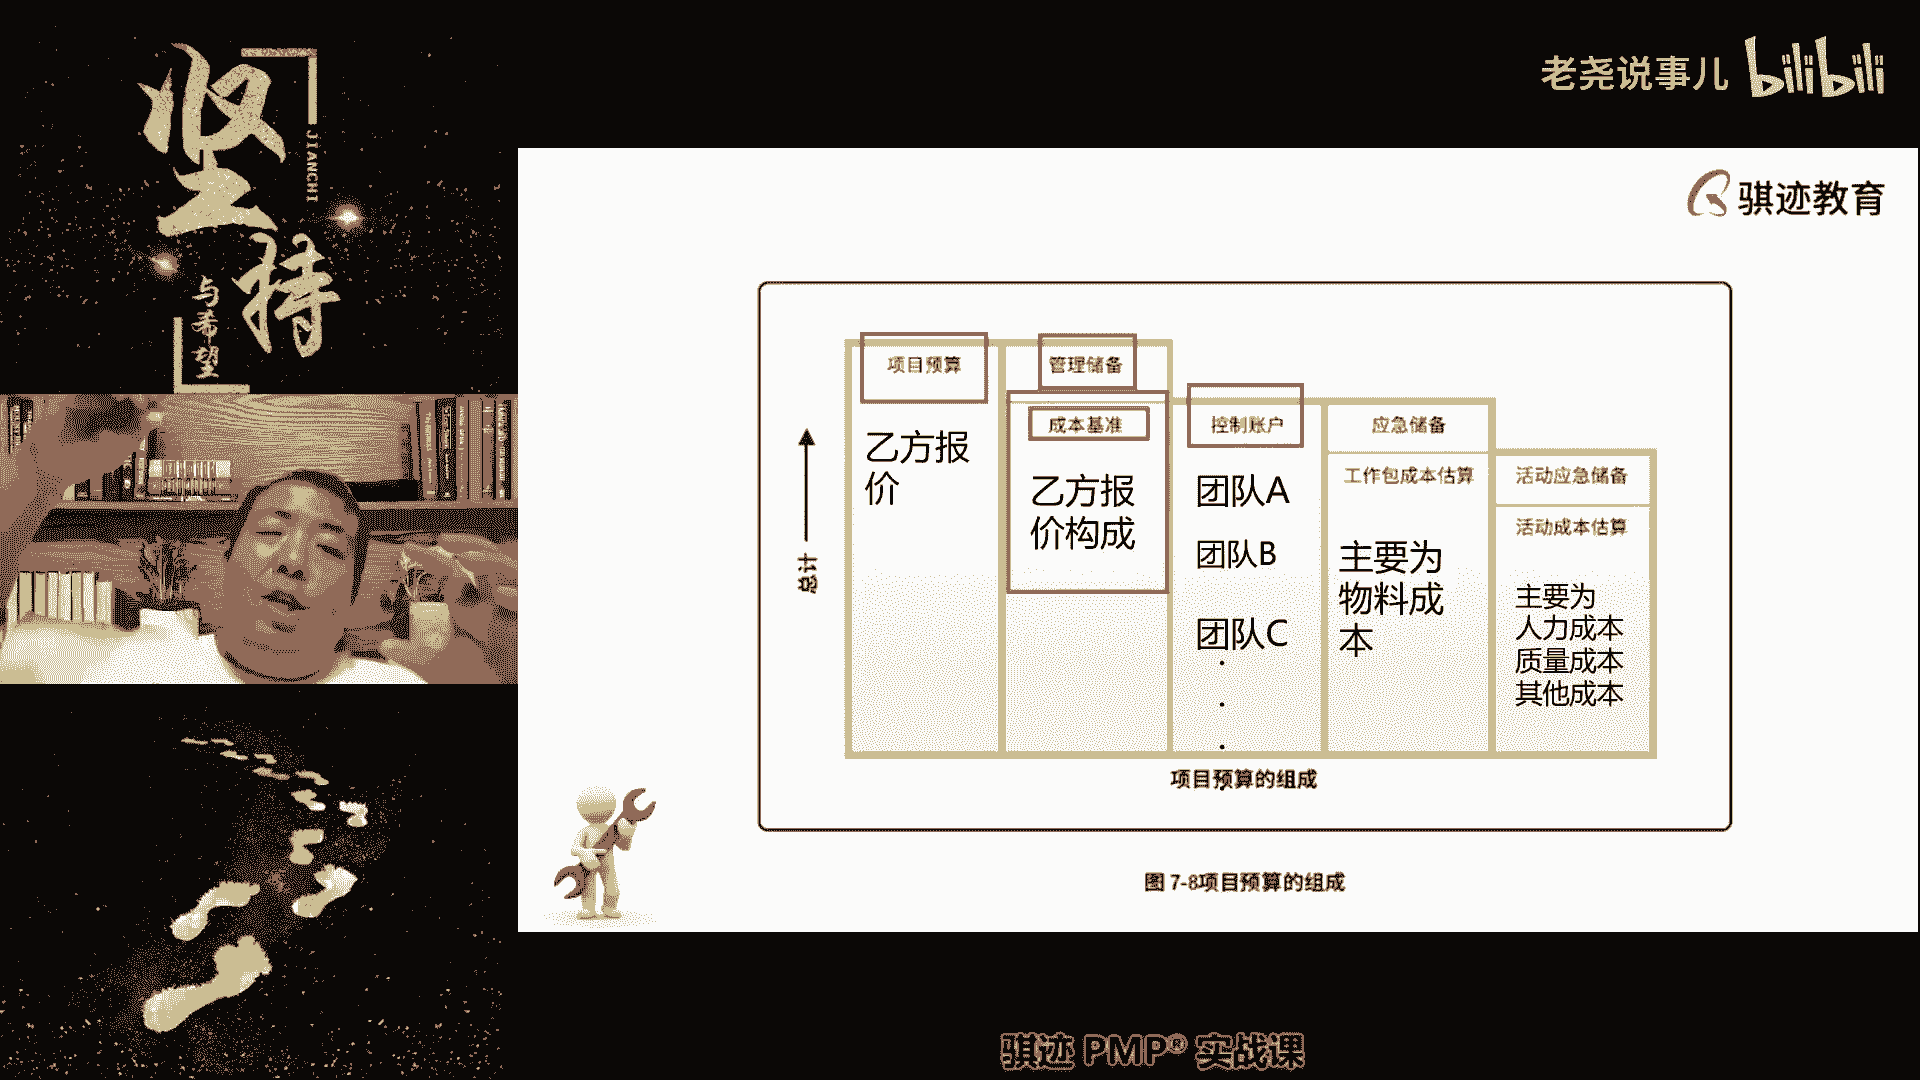 坚持
JIANCHI
与希望
老尧说事儿 bilibili
骐迹教育
项目预算
乙方报
价
管理储备
成本基准
乙方报
价构成
控制账户
团队A
团队B
团队C
应急储备
工作包成本估算
主要为
物料成
本
活动应急储备
活动成本估算
主要为
人力成本
质量成本
其他成本
总计
项目预算的组成
图 7-8项目预算的组成
骐迹 PMP® 实战课